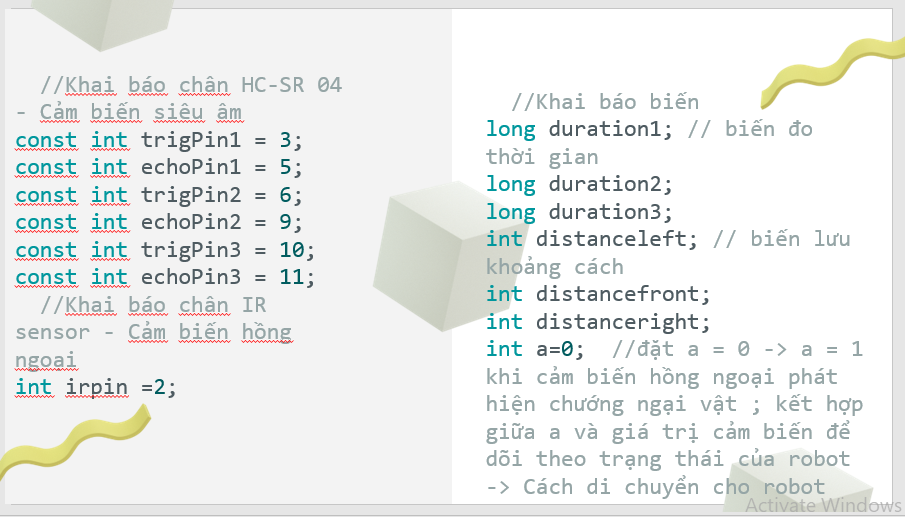 //Khai báo chân HC-SR 04
- Cảm biến siêu âm
const int trigPin1 = 3;
const int echoPin1 = 5;
const int trigPin2 = 6;
const int echoPin2 = 9;
const int trigPin3 = 10;
const int echoPin3 = 11;
//Khai báo chân IR
sensor - Cảm biến hồng
ngoại
int irpin =2;
//Khai báo biến
long duration1; // biến đo
thời gian
long duration2;
long duration3;
int distanceleft; // biến lưu
khoảng cách
int distancefront;
int distanceright;
int a=0;  //đặt a = 0 -> a = 1
khi cảm biến hồng ngoại phát
hiện chướng ngại vật ; kết hợp
giữa a và giá trị cảm biến để
dõi theo trạng thái của robot
-> Cách di chuyển cho robot
Activate Windows